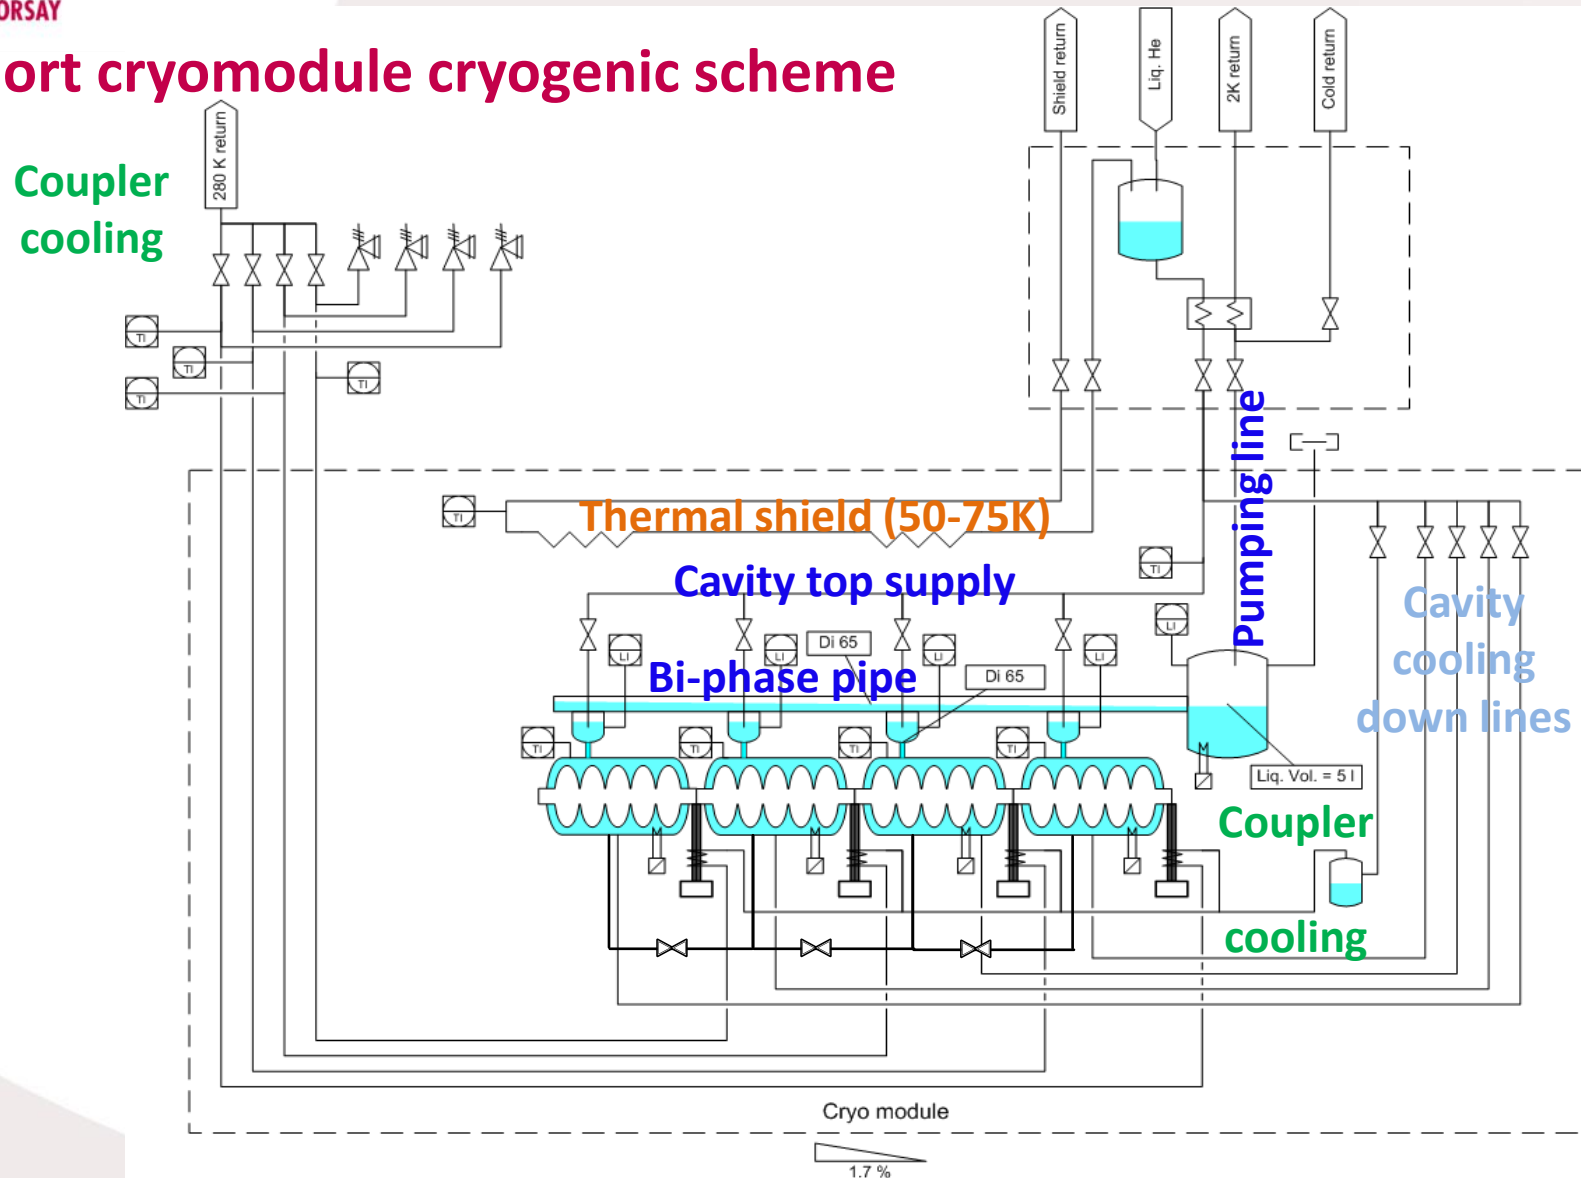 ORSAY
ort cryomodule cryogenic scheme
Shield return
Liq. He
2K return
Cold return
280 K return
Coupler
cooling
TI
TI
TI
TI
Pumping line
TI
Thermal shield (50-75K)
TI
Cavity top supply
Cavity
cooling
down lines
LI
LI
LI
LI
LI
Di 65
Bi-phase pipe
Di 65
TI
TI
TI
TI
M
Liq. Vol. = 5 l
Coupler
cooling
M
M
M
M
Cryo module
1.7 %